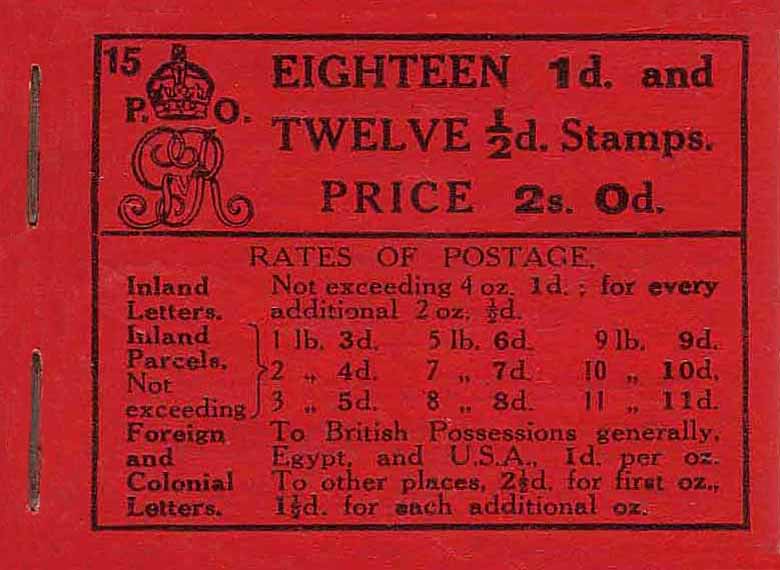 15
P. O.
EIGHTEEN 1d. and
TWELVE ½d. Stamps.
PRICE 2s. 0d.
RATES OF POSTAGE.
Inland Letters. Not exceeding 4 oz. 1d.; for every
additional 2 oz. ½d.
Inland Parcels. Not exceeding
1 lb. 3d. 5 lb. 6d. 9 lb. 9d.
2 „ 4d. 7 „ 7d. 10 „ 10d.
3 „ 5d. 8 „ 8d. 11 „ 11d.
Foreign and Colonial Letters.
To British Possessions generally,
Egypt, and U.S.A., 1d. per oz.
To other places, 2½d. for first oz.,
1½d. for each additional oz.